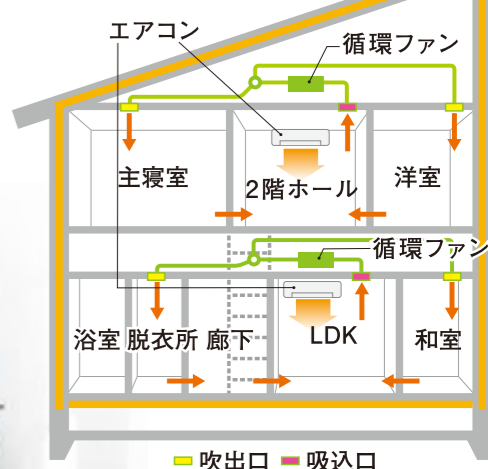 エアコン
循環ファン
主寝室
2階ホール
洋室
循環ファン
浴室
脱衣所
廊下
LDK
和室
吹出口
吸込口